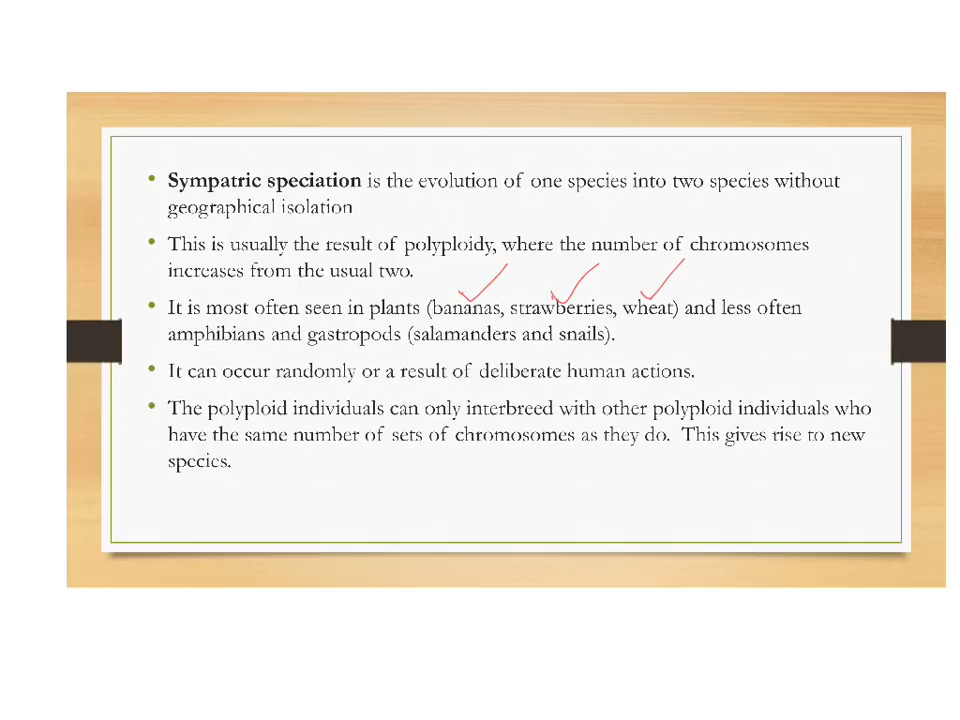 • Sympatric speciation is the evolution of one species into two species without
geographical isolation
• This is usually the result of polyploidy, where the number of chromosomes
increases from the usual two.
• It is most often seen in plants (bananas, strawberries, wheat) and less often
amphibians and gastropods (salamanders and snails).
• It can occur randomly or a result of deliberate human actions.
• The polyploid individuals can only interbreed with other polyploid individuals who
have the same number of sets of chromosomes as they do. This gives rise to new
species.